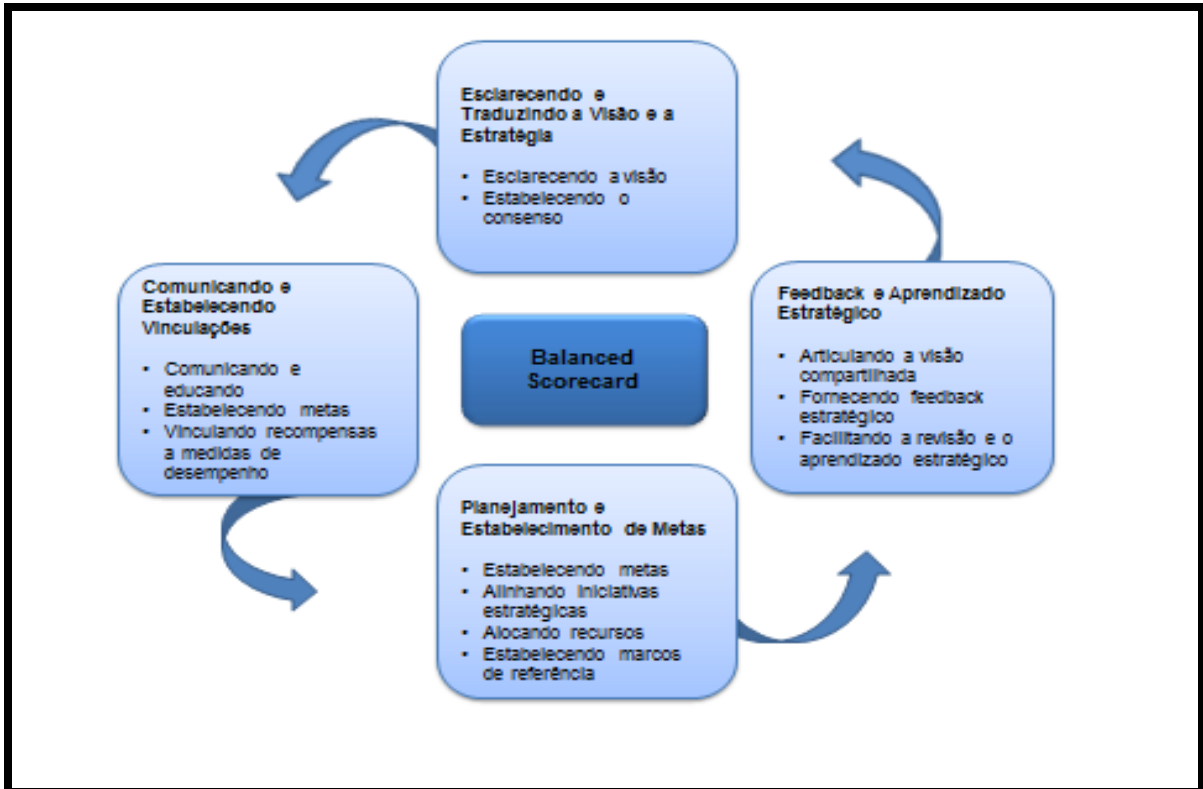 Esclarecendo e
Traduzindo a Visão e a
Estratégia
• Esclarecendo a visão
• Estabelecendo o
consenso
Comunicando e
Estabelecendo
Vinculações
• Comunicando e
educando
• Estabelecendo metas
• Vinculando recompensas
a medidas de
desempenho
Balanced
Scorecard
Feedback e Aprendizado
Estratégico
• Articulando a visão
compartilhada
• Fornecendo feedback
estratégico
• Facilitando a revisão e o
aprendizado estratégico
Planejamento e
Estabelecimento de Metas
• Estabelecendo metas
• Alinhando iniciativas
estratégicas
• Alocando recursos
• Estabelecendo marcos
de referência